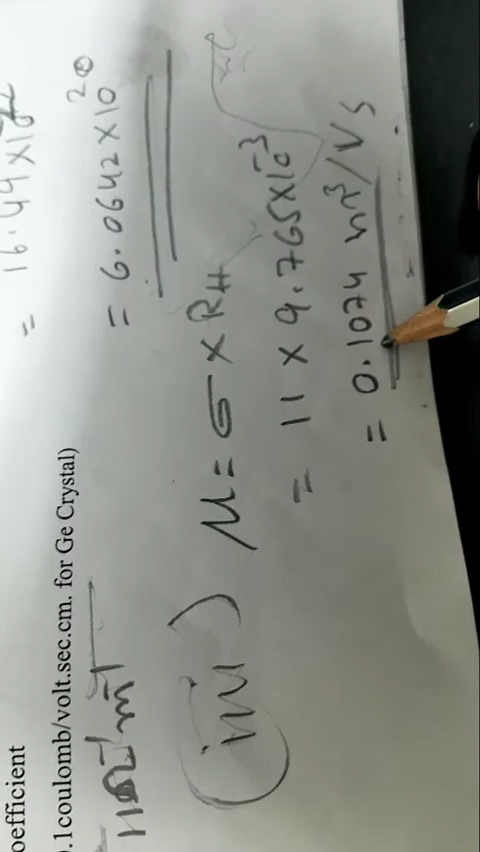 = 16.49 × 10
= 6.0642 × 10²⁰
oefficient
.1coulomb/volt.sec.cm. for Ge Crystal)
(iii) μ = σ × R_H
= 11 × 9.765 × 10⁻³
= 0.1074 m³/Vs